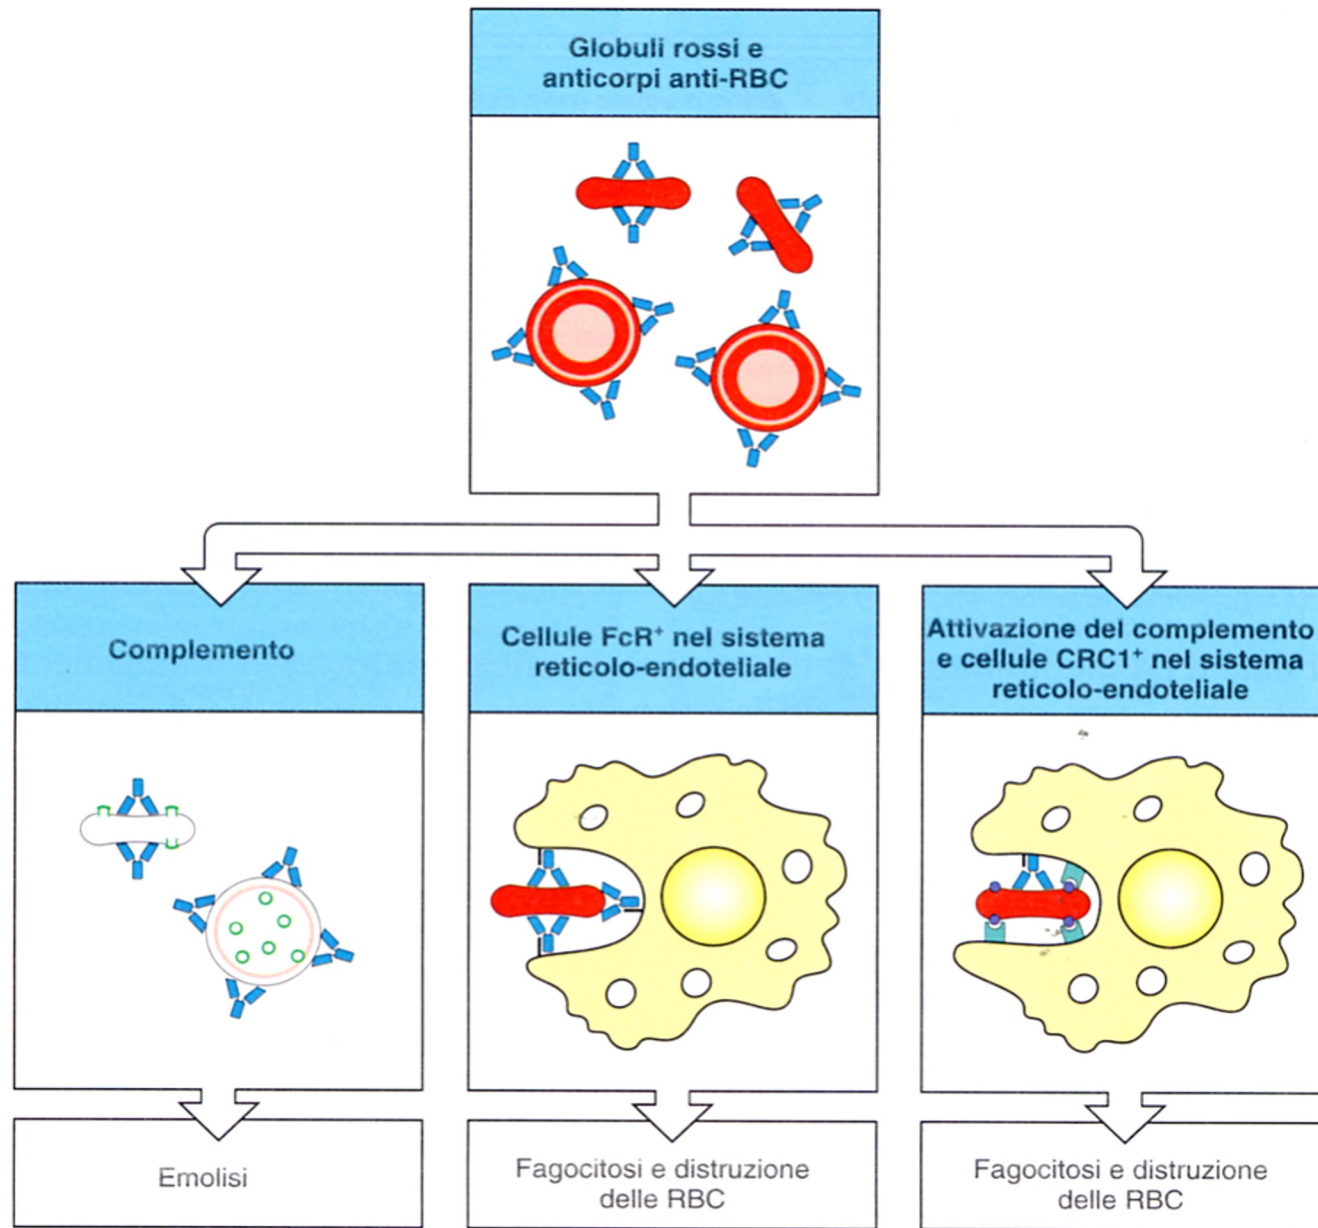 Globuli rossi e
anticorpi anti-RBC
Complemento
Cellule FcR⁺ nel sistema
reticolo-endoteliale
Attivazione del complemento
e cellule CRC1⁺ nel sistema
reticolo-endoteliale
Emolisi
Fagocitosi e distruzione
delle RBC
Fagocitosi e distruzione
delle RBC